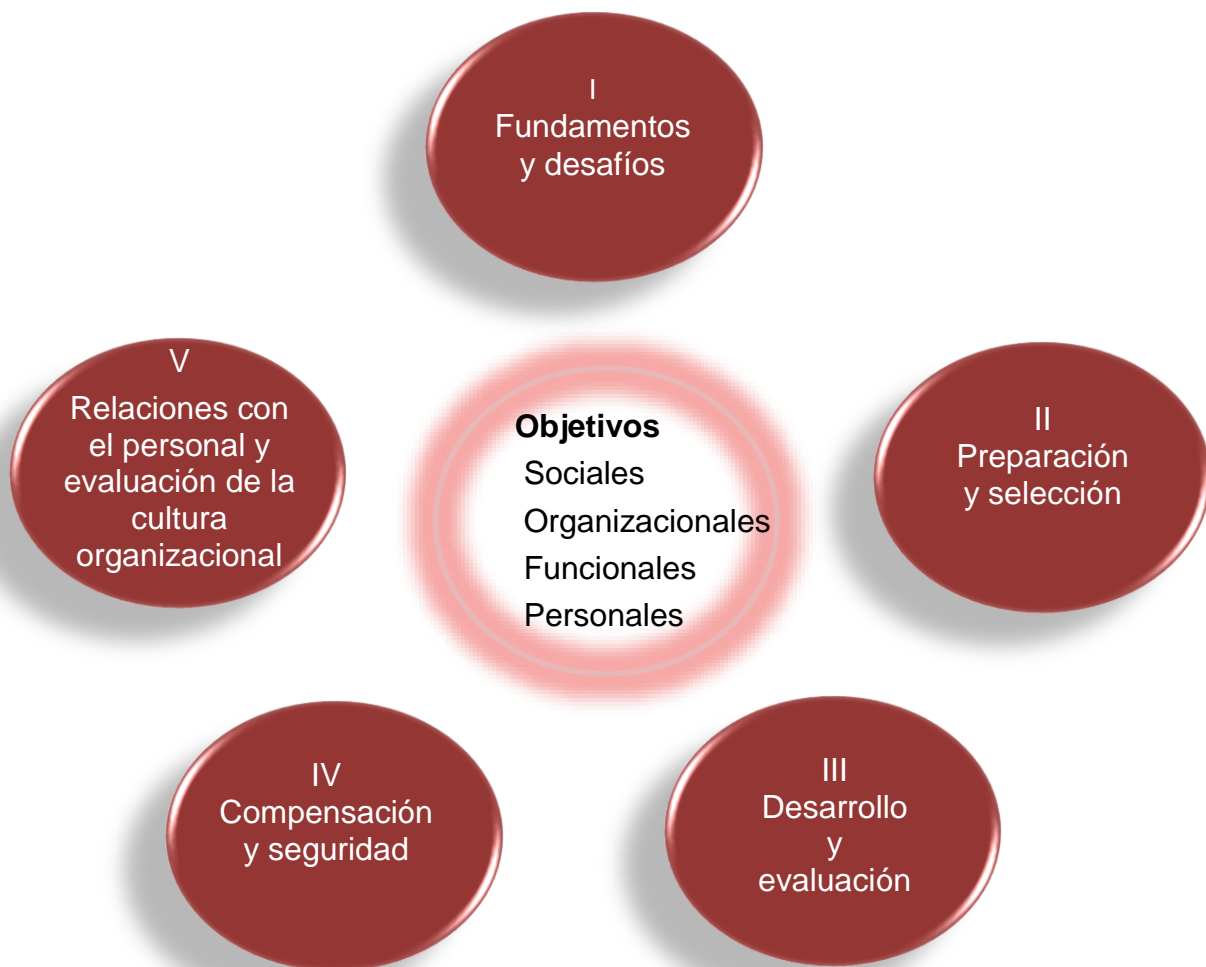 I
Fundamentos
y desafíos
V
Relaciones con
el personal y
evaluación de la
cultura
organizacional
Objetivos
Sociales
Organizacionales
Funcionales
Personales
II
Preparación
y selección
IV
Compensación
y seguridad
III
Desarrollo
y
evaluación